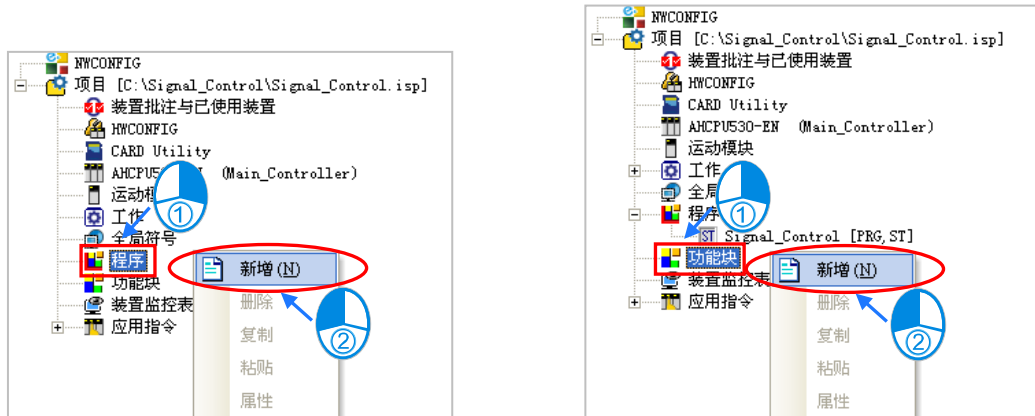 NWCONFIG
项目 [C:\Signal_Control\Signal_Control.isp]
装置批注与已使用装置
HWCONFIG
CARD Utility
AHCPU5 (Main_Controller)
运动模
①
工作
全局符号
程序
新增(N)
功能块
装置监控表
删除
应用指令
复制
②
粘贴
属性
NWCONFIG
项目 [C:\Signal_Control\Signal_Control.isp]
装置批注与已使用装置
HWCONFIG
CARD Utility
AHCPU530-EN (Main_Controller)
运动模块
工作
全局
①
程序
ST Signal_Control [PRG,ST]
功能块
新增(N)
装置监控表
应用指令
删除
复制
②
粘贴
属性